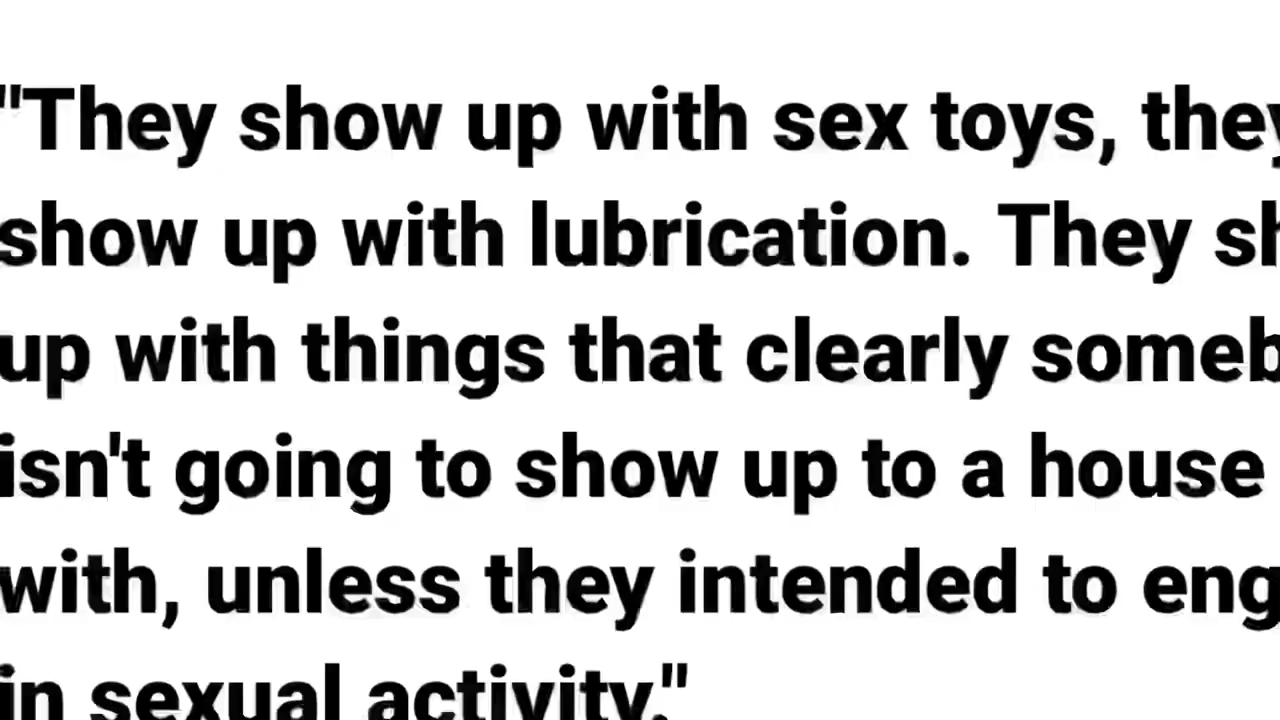 "They show up with sex toys, they
show up with lubrication. They sh
up with things that clearly someb
isn't going to show up to a house
with, unless they intended to eng
in sexual activity."